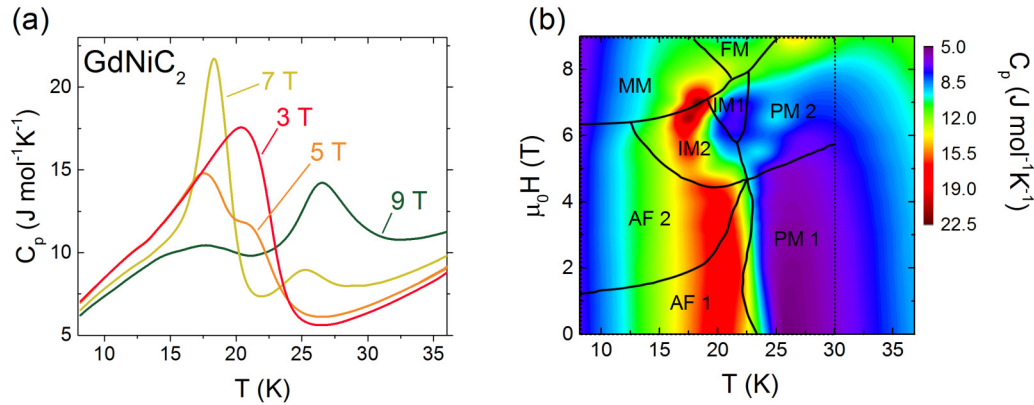 (a)
GdNiC₂
7 T
3 T
5 T
9 T
20
15
10
5
Cₚ (J mol⁻¹K⁻¹)
10
15
20
25
30
35
T (K)
(b)
FM
MM
IM1
PM 2
IM2
AF 2
PM 1
AF 1
8
6
4
2
0
μ₀H (T)
10
15
20
25
30
35
T (K)
5.0
8.5
12.0
15.5
19.0
22.5
Cₚ (J mol⁻¹K⁻¹)